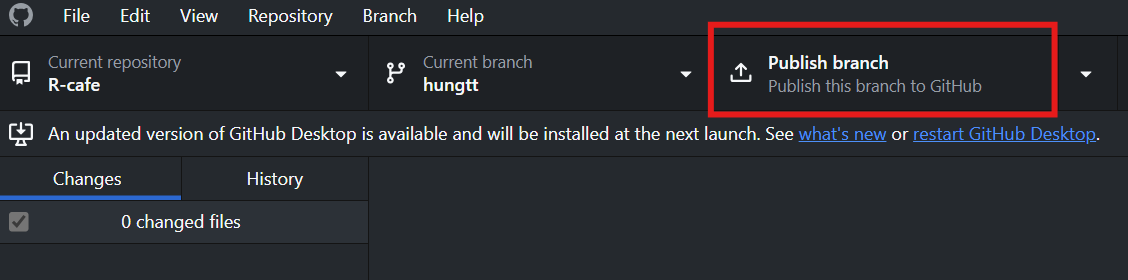 File Edit View Repository Branch Help
Current repository
R-cafe
Current branch
hungtt
Publish branch
Publish this branch to GitHub
An updated version of GitHub Desktop is available and will be installed at the next launch. See what's new or restart GitHub Desktop.
Changes History
0 changed files